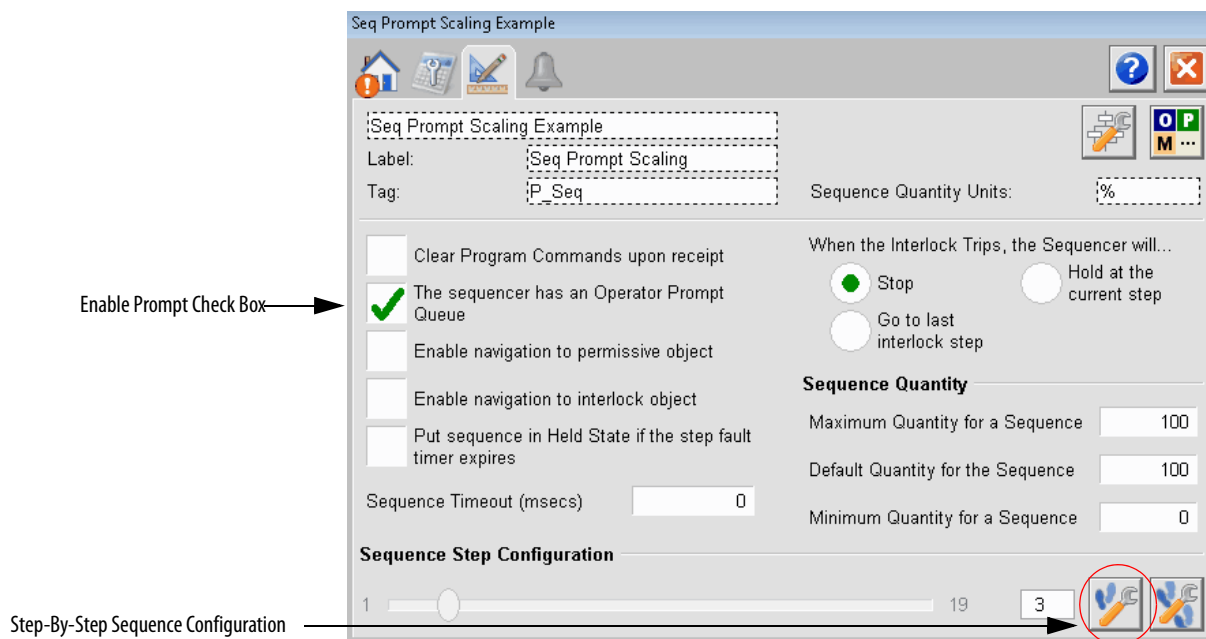 Seq Prompt Scaling Example
?
!
Seq Prompt Scaling Example
O P
M ...
Label:
Seq Prompt Scaling
Tag:
P_Seq
Sequence Quantity Units:
%
Clear Program Commands upon receipt
Enable Prompt Check Box
The sequencer has an Operator Prompt
Queue
Enable navigation to permissive object
Enable navigation to interlock object
Put sequence in Held State if the step fault
timer expires
Sequence Timeout (msecs)
0
When the Interlock Trips, the Sequencer will...
Stop
Hold at the
current step
Go to last
interlock step
Sequence Quantity
Maximum Quantity for a Sequence
100
Default Quantity for the Sequence
100
Minimum Quantity for a Sequence
0
Sequence Step Configuration
1
19
3
Step-By-Step Sequence Configuration